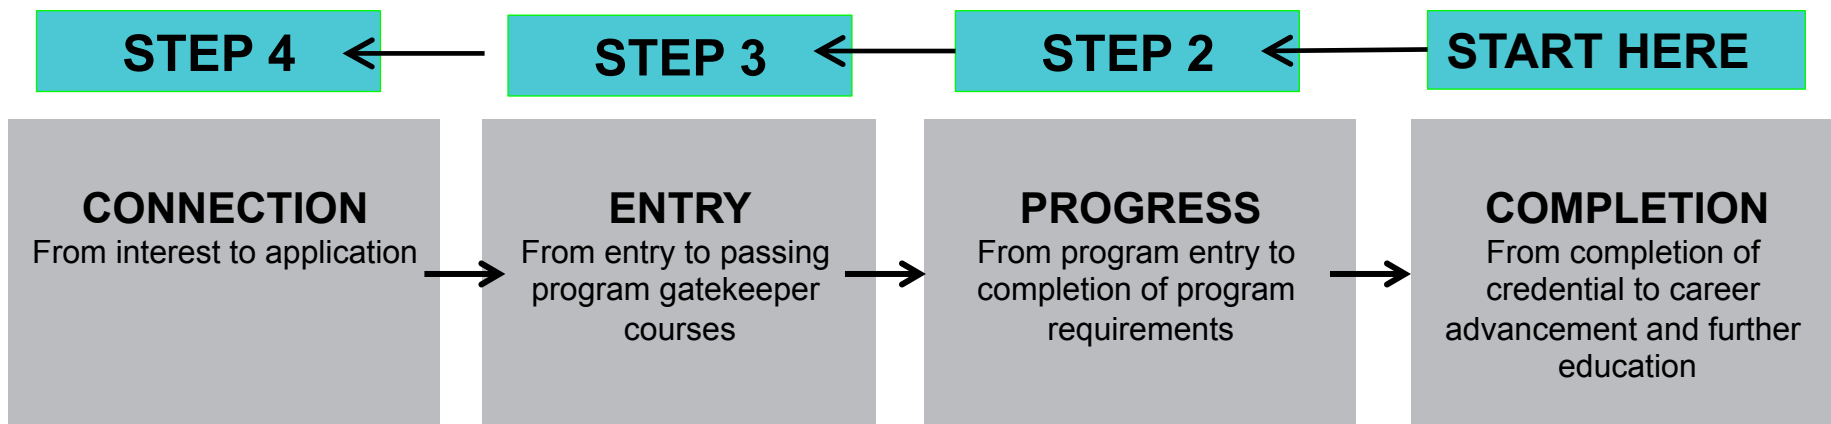 STEP 4
STEP 3
STEP 2
START HERE
CONNECTION
From interest to application
ENTRY
From entry to passing
program gatekeeper
courses
PROGRESS
From program entry to
completion of program
requirements
COMPLETION
From completion of
credential to career
advancement and further
education